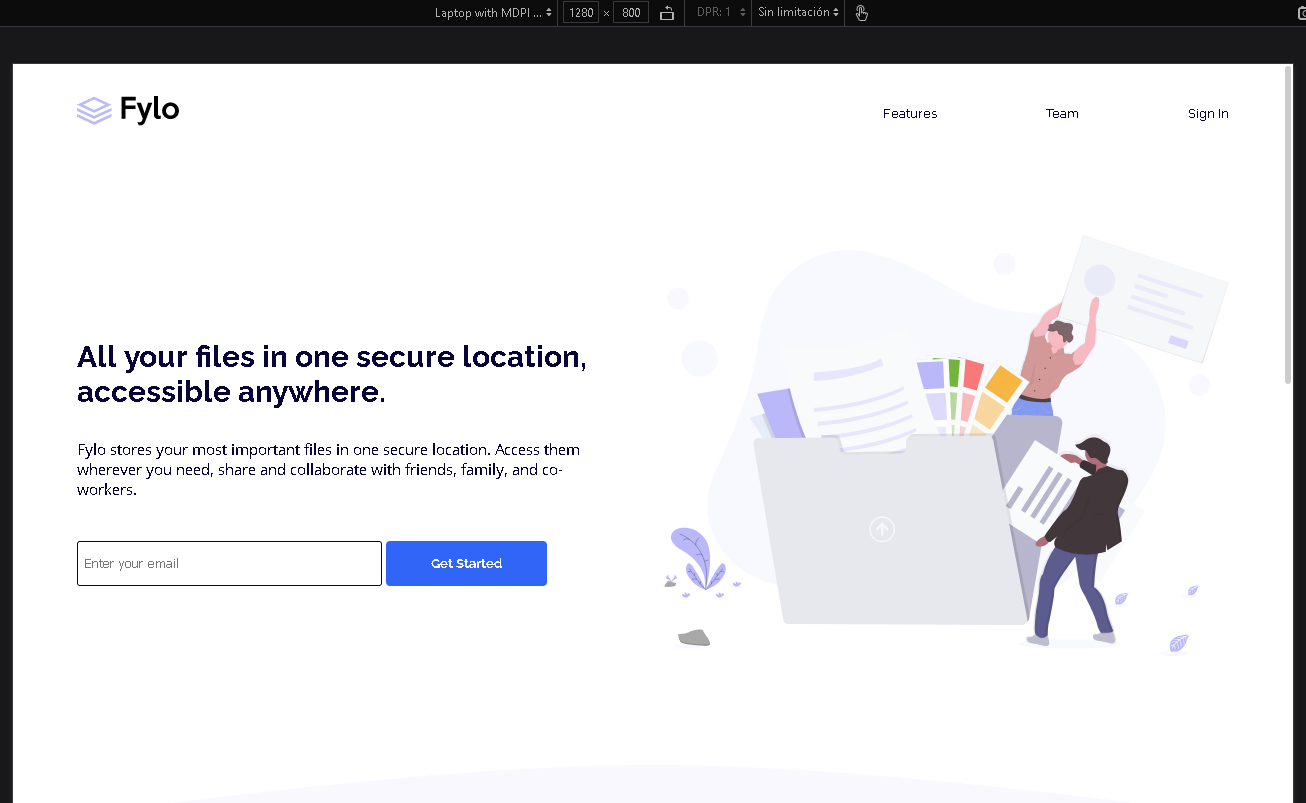 Laptop with MDPI ... 1280 × 800 DPR: 1 Sin limitación
Fylo
Features Team Sign In
All your files in one secure location,
accessible anywhere.
Fylo stores your most important files in one secure location. Access them
wherever you need, share and collaborate with friends, family, and co-
workers.
Enter your email Get Started